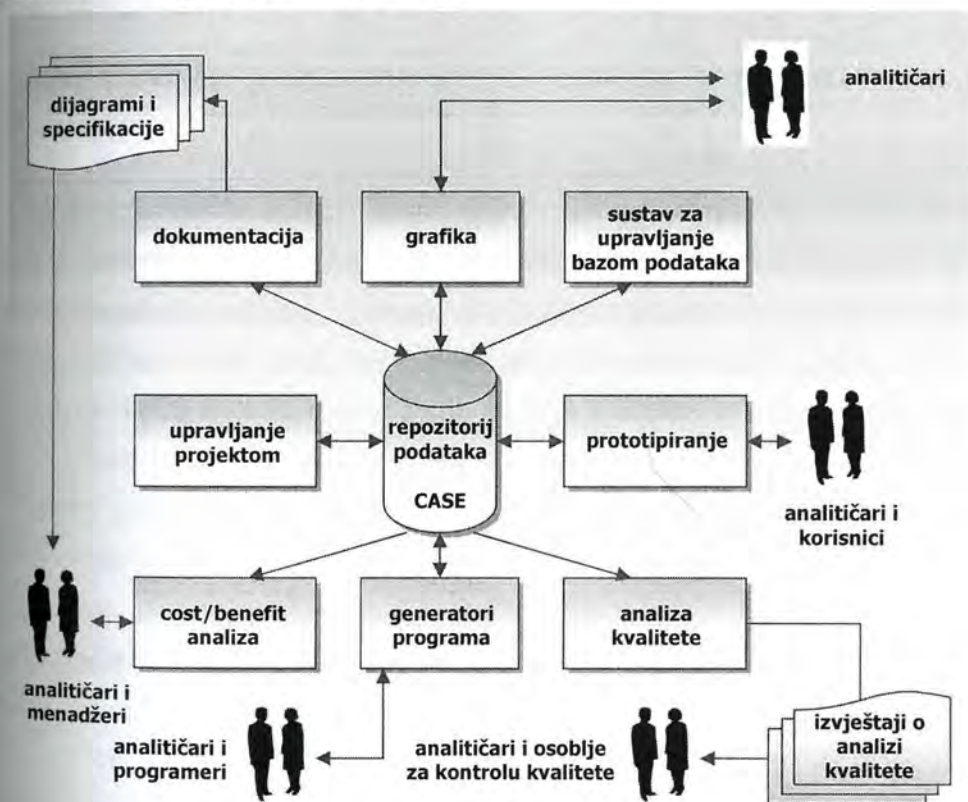 dijagrami i
specifikacije
analitičari
dokumentacija
grafika
sustav za
upravljanje
bazom podataka
upravljanje
projektom
repozitorij
podataka
CASE
prototipiranje
analitičari i
korisnici
cost/benefit
analiza
generatori
programa
analiza
kvalitete
analitičari i
menadžeri
analitičari i
programeri
analitičari i osoblje
za kontrolu kvalitete
izvještaji o
analizi
kvalitete